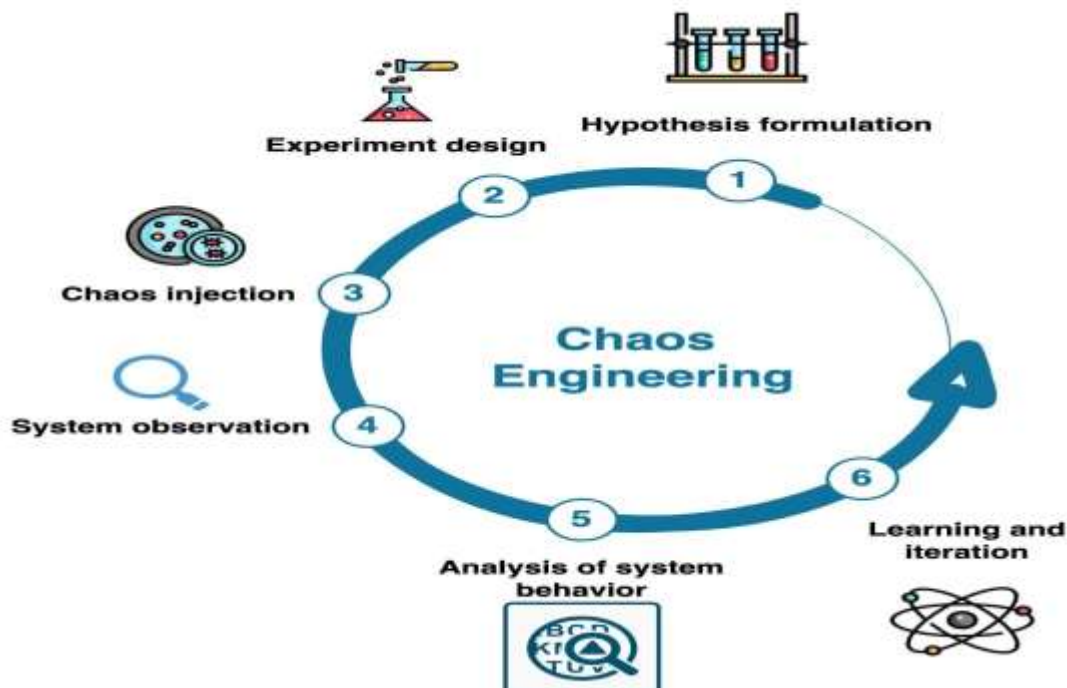 Hypothesis formulation
1
Experiment design
2
Chaos injection
3
System observation
4
Analysis of system
behavior
5
Learning and
iteration
6
Chaos
Engineering